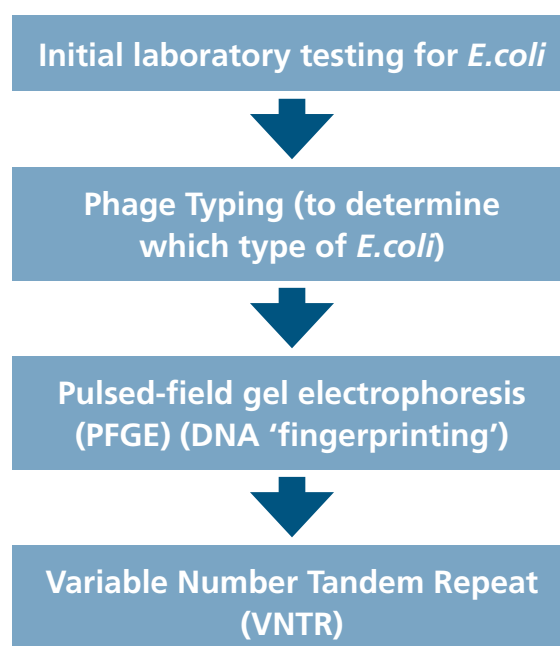 Initial laboratory testing for E.coli
Phage Typing (to determine
which type of E.coli)
Pulsed-field gel electrophoresis
(PFGE) (DNA ‘fingerprinting’)
Variable Number Tandem Repeat
(VNTR)